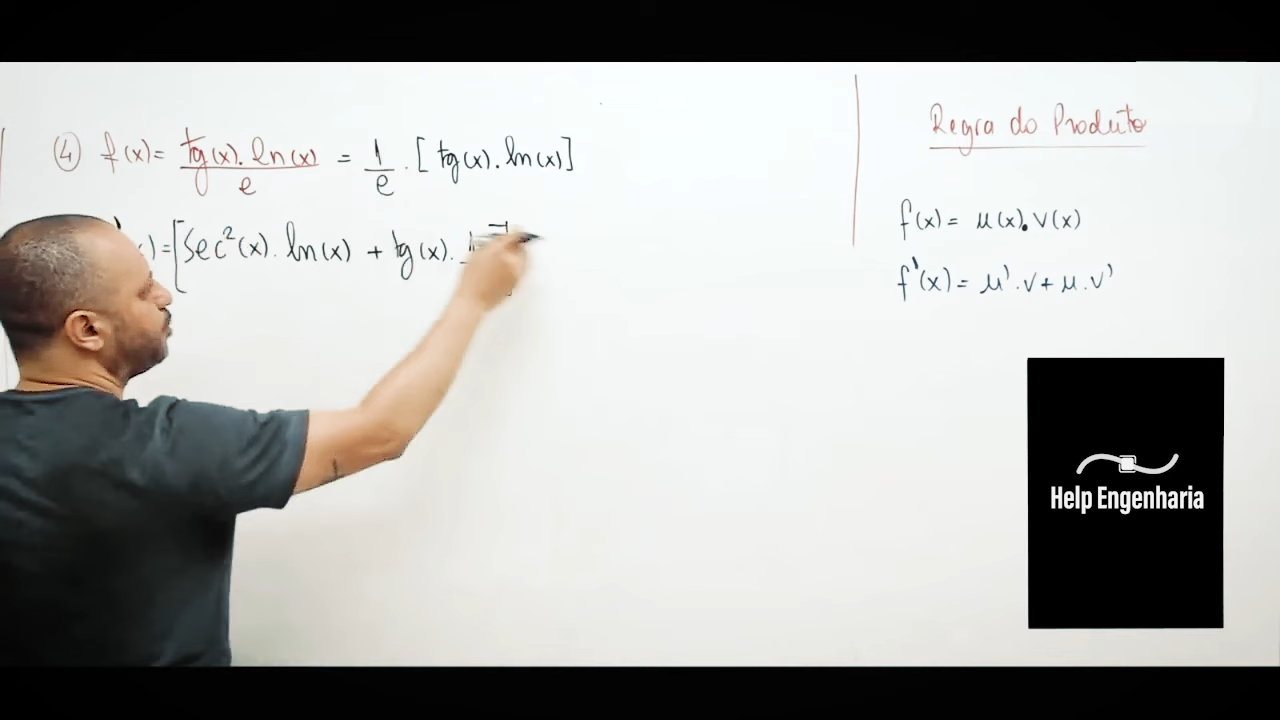 ④ f(x) = tg(x). ln(x) / e = 1/e . [tg(x). ln(x)]
'( ) = [Sec²(x). ln(x) + tg(x). ]
Regra do Produto
f(x) = μ(x).v(x)
f'(x) = μ'.v + μ.v'
Help Engenharia